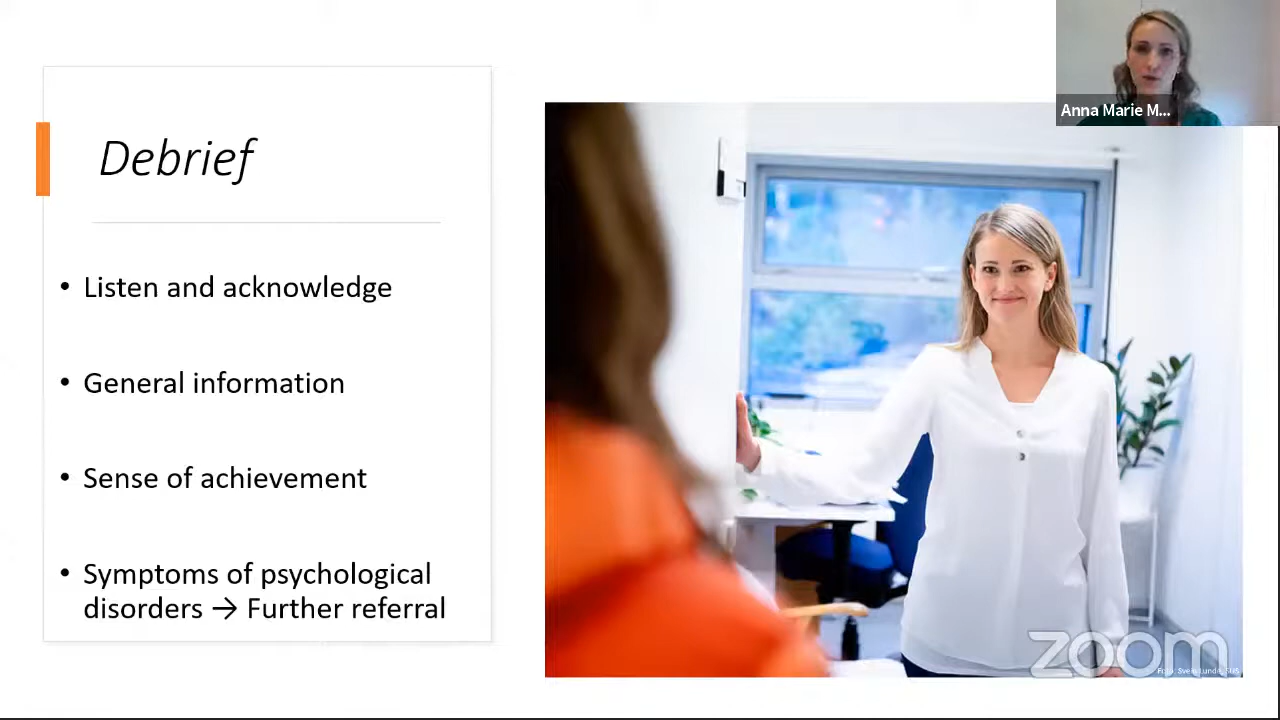 Anna Marie M...
Debrief
• Listen and acknowledge
• General information
• Sense of achievement
• Symptoms of psychological
disorders → Further referral
zoom